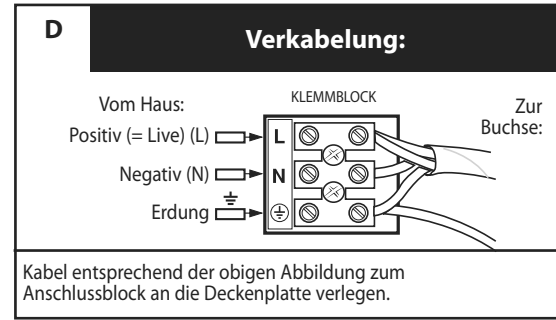 D
Verkabelung:
Vom Haus:
KLEMMBLOCK
Zur
Buchse:
Positiv (= Live) (L)
L
Negativ (N)
N
Erdung
Kabel entsprechend der obigen Abbildung zum
Anschlussblock an die Deckenplatte verlegen.